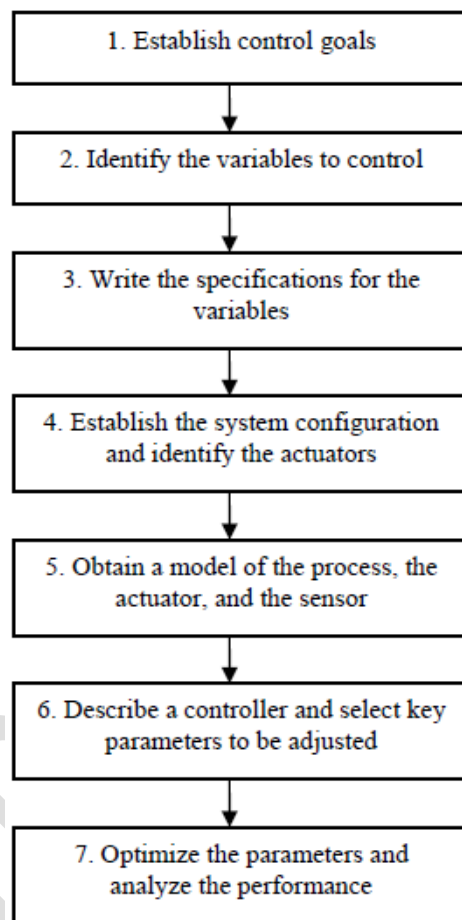 1. Establish control goals
2. Identify the variables to control
3. Write the specifications for the
variables
4. Establish the system configuration
and identify the actuators
5. Obtain a model of the process, the
actuator, and the sensor
6. Describe a controller and select key
parameters to be adjusted
7. Optimize the parameters and
analyze the performance